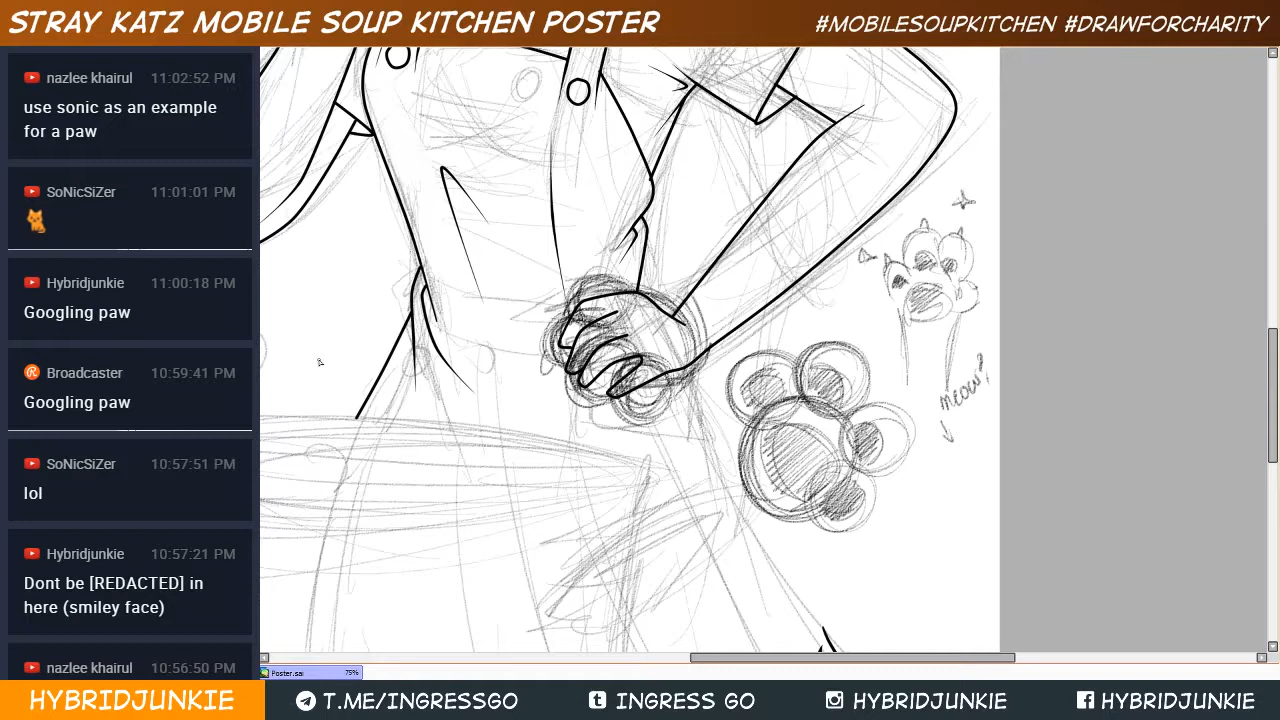 STRAY KATZ MOBILE SOUP KITCHEN POSTER
#MOBILESOUPKITCHEN #DRAWFORCHARITY
nazlee khairul 11:02:52 PM
use sonic as an example
for a paw
SoNicSiZer 11:01:01 PM
Hybridjunkie 11:00:18 PM
Googling paw
Broadcaster 10:59:41 PM
Googling paw
SoNicSiZer 10:57:51 PM
lol
Hybridjunkie 10:57:21 PM
Dont be [REDACTED] in
here (smiley face)
nazlee khairul 10:56:50 PM
meow?
Poster.sai 75%
HYBRIDJUNKIE
T.ME/INGRESSGO
INGRESS GO
HYBRIDJUNKIE
HYBRIDJUNKIE